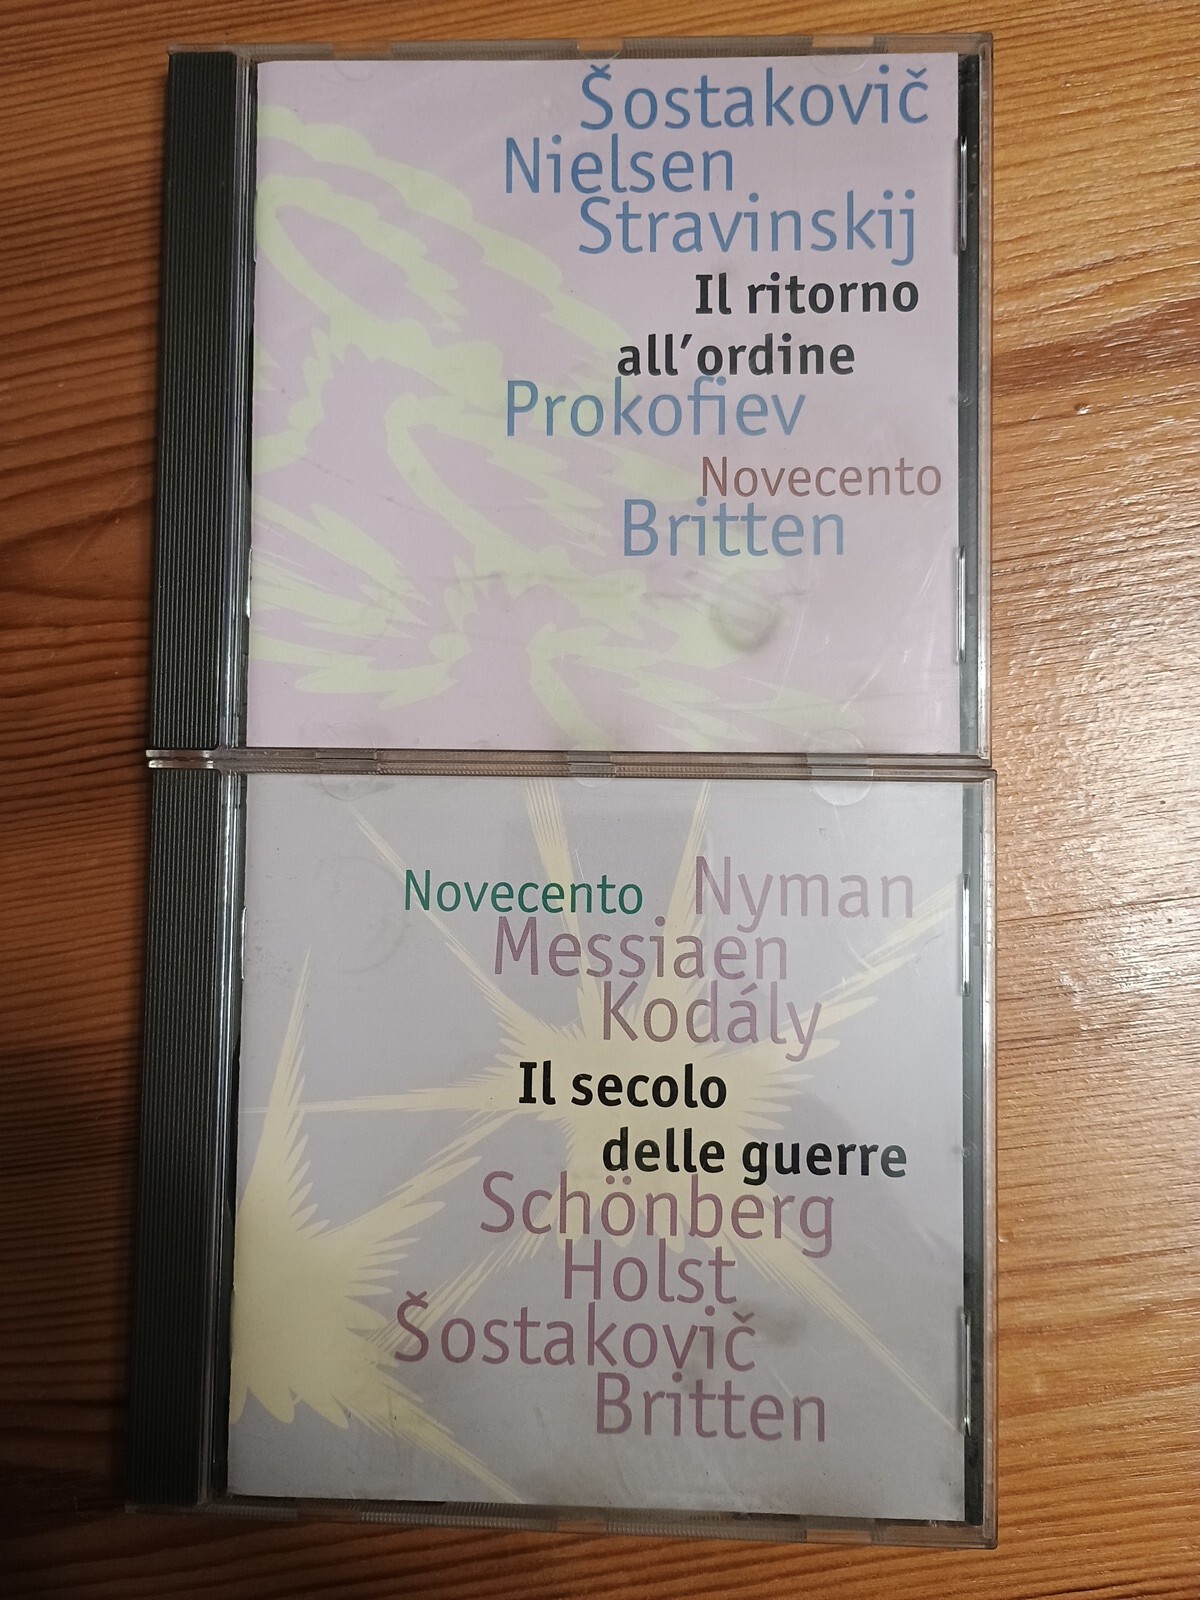 Šostakovič
Nielsen
Stravinskij
Il ritorno
all’ordine
Prokofiev
Novecento
Britten
Novecento Nyman
Messiaen
Kodály
Il secolo
delle guerre
Schönberg
Holst
Šostakovič
Britten